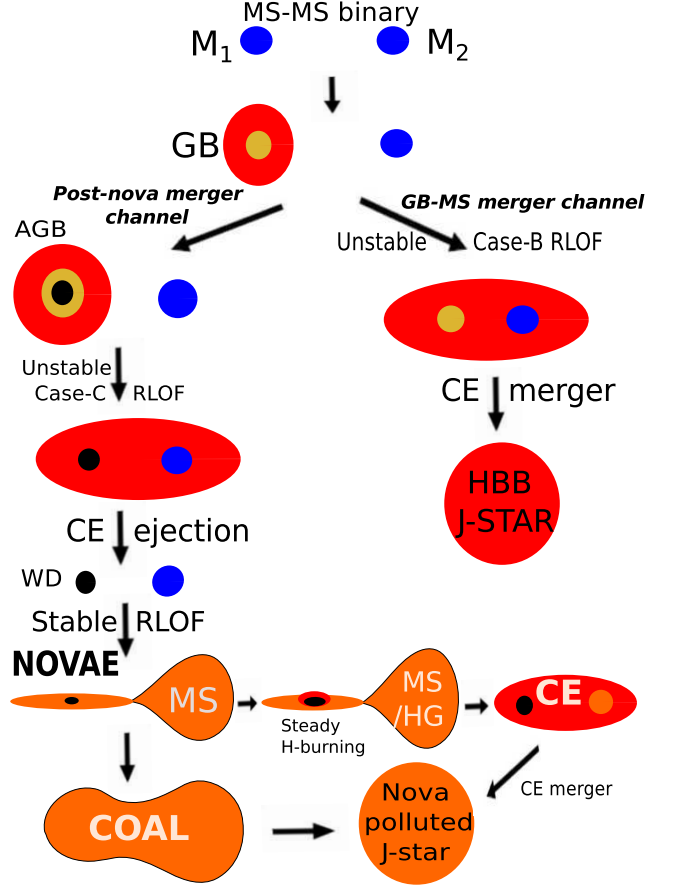 MS-MS binary
M1 M2
GB
Post-nova merger
channel
GB-MS merger channel
AGB
Unstable Case-B RLOF
Unstable
Case-C RLOF
CE merger
HBB
J-STAR
CE ejection
WD
Stable RLOF
NOVAE
MS
Steady
H-burning
MS
/HG
CE
CE merger
COAL
Nova
polluted
J-star